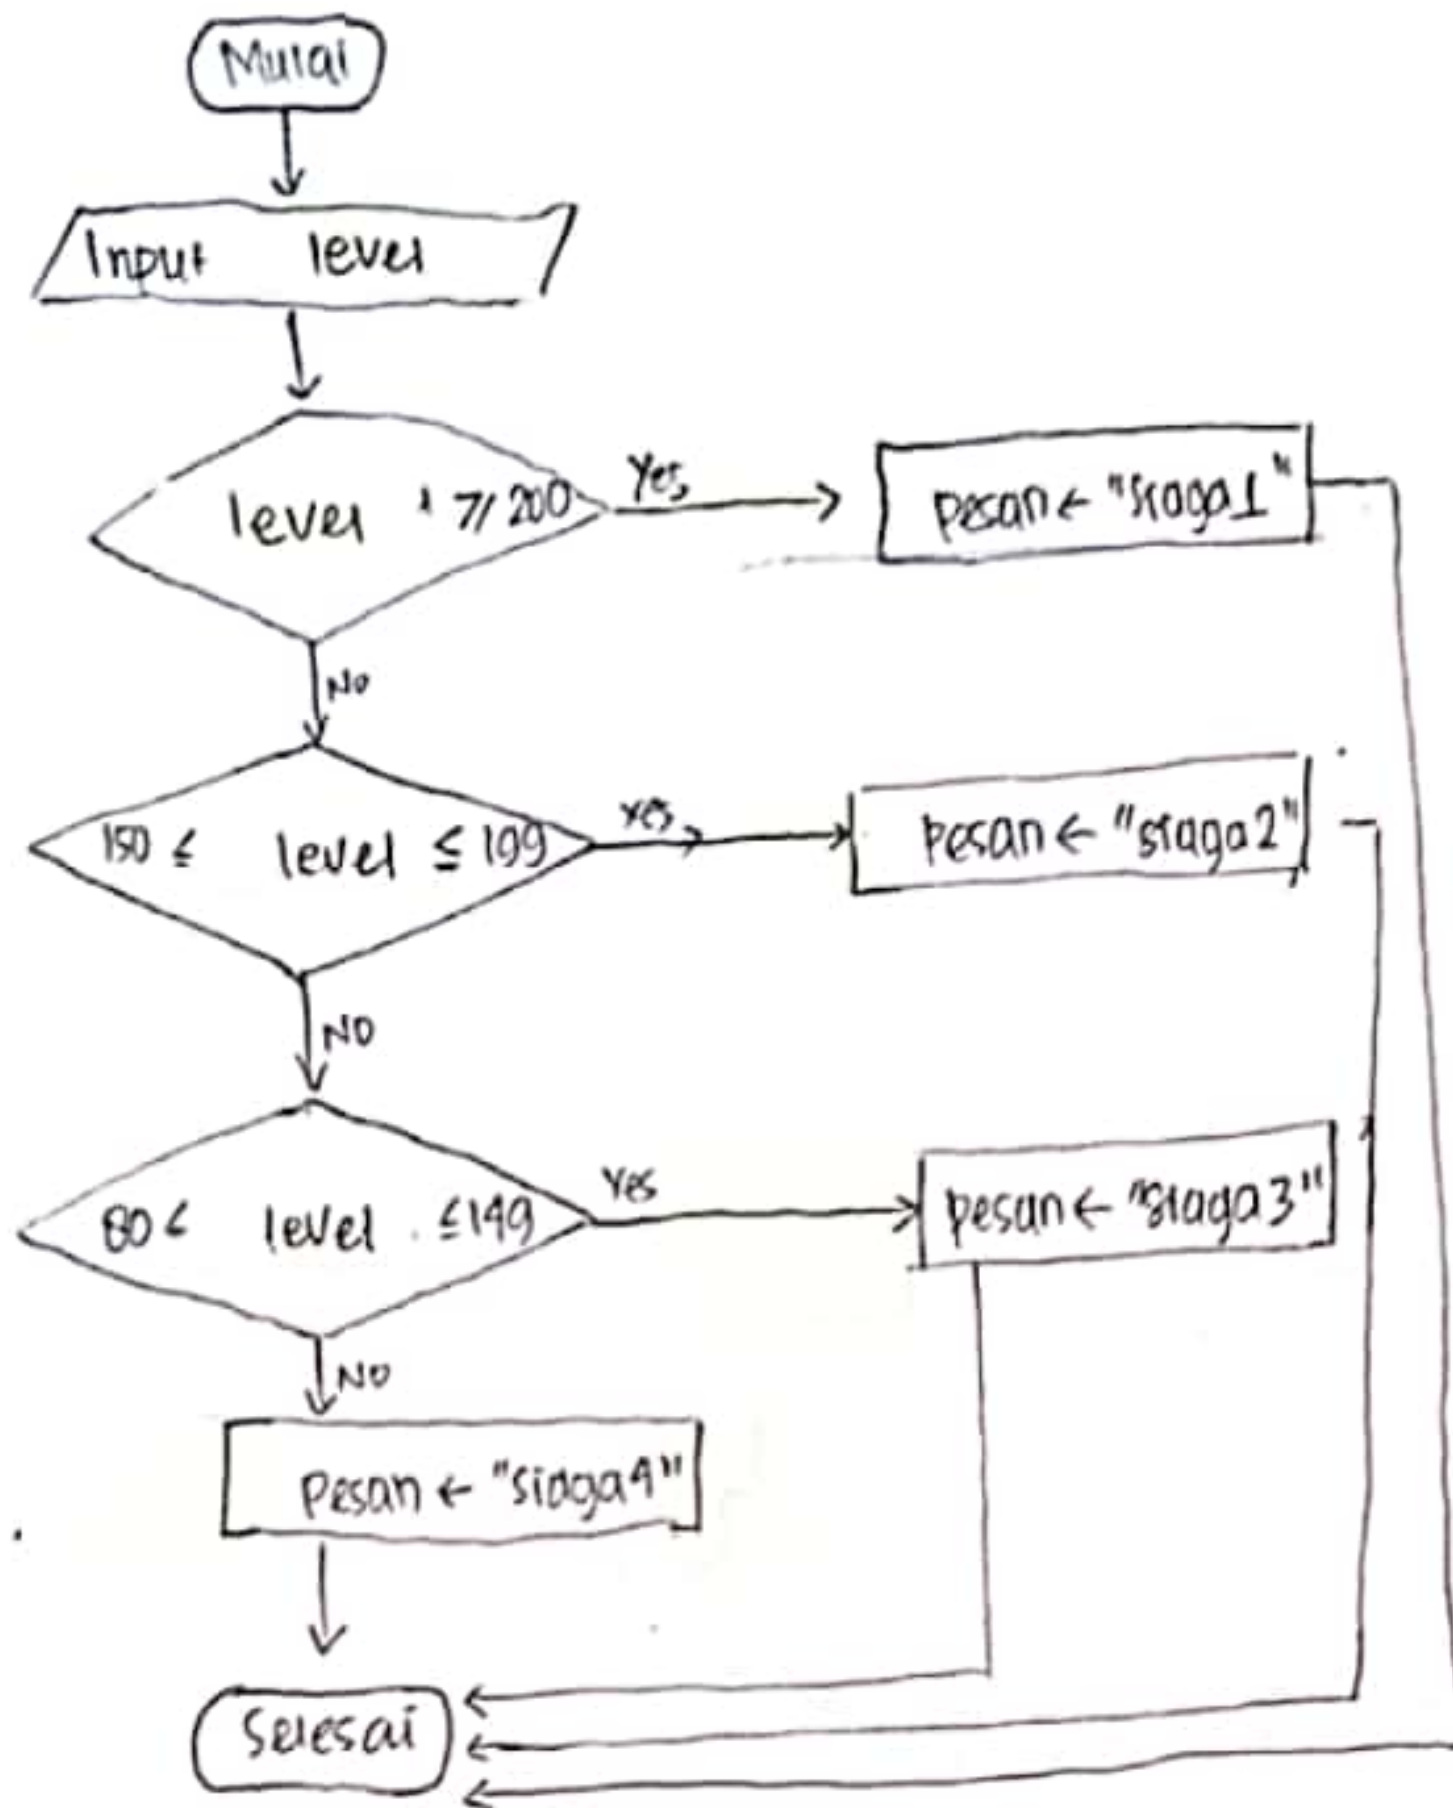 Mulai
Input level
level ≥ 200
Yes
pesan ← "siaga1"
No
150 ≤ level ≤ 199
Yes
pesan ← "siaga2"
NO
80 < level ≤ 149
Yes
pesan ← "siaga3"
NO
pesan ← "siaga4"
Selesai